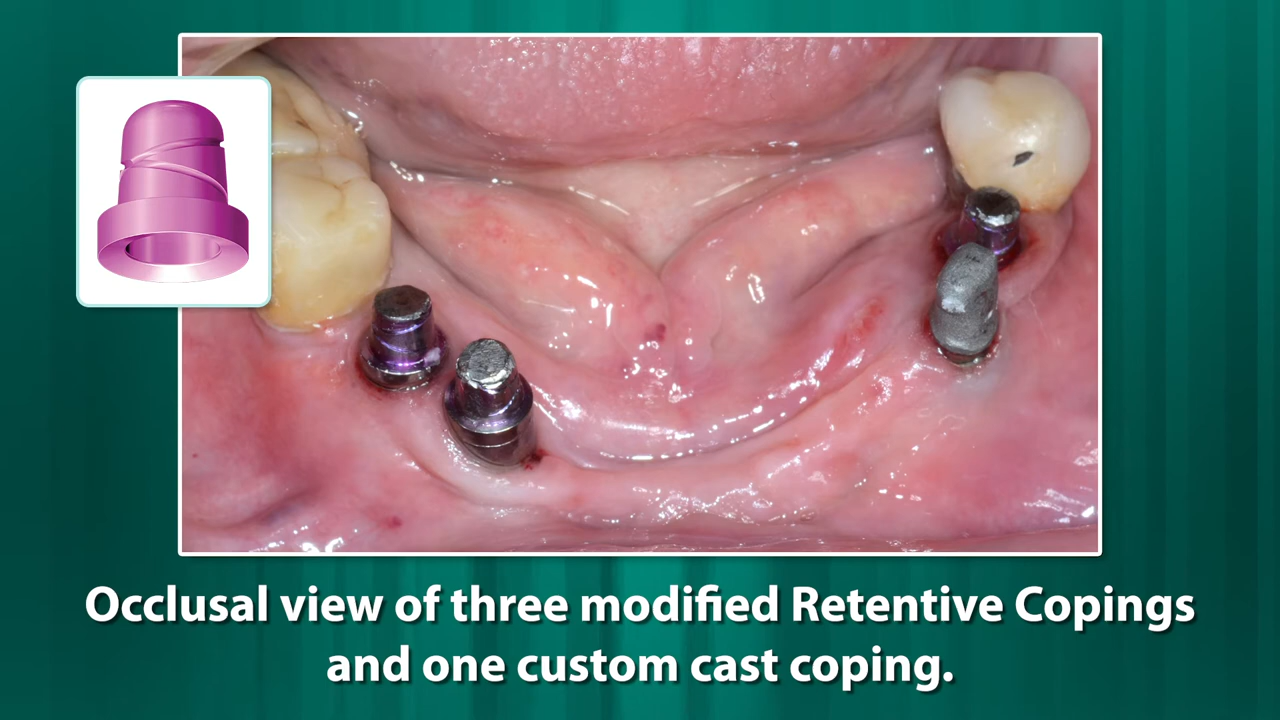 Occlusal view of three modified Retentive Copings
and one custom cast coping.